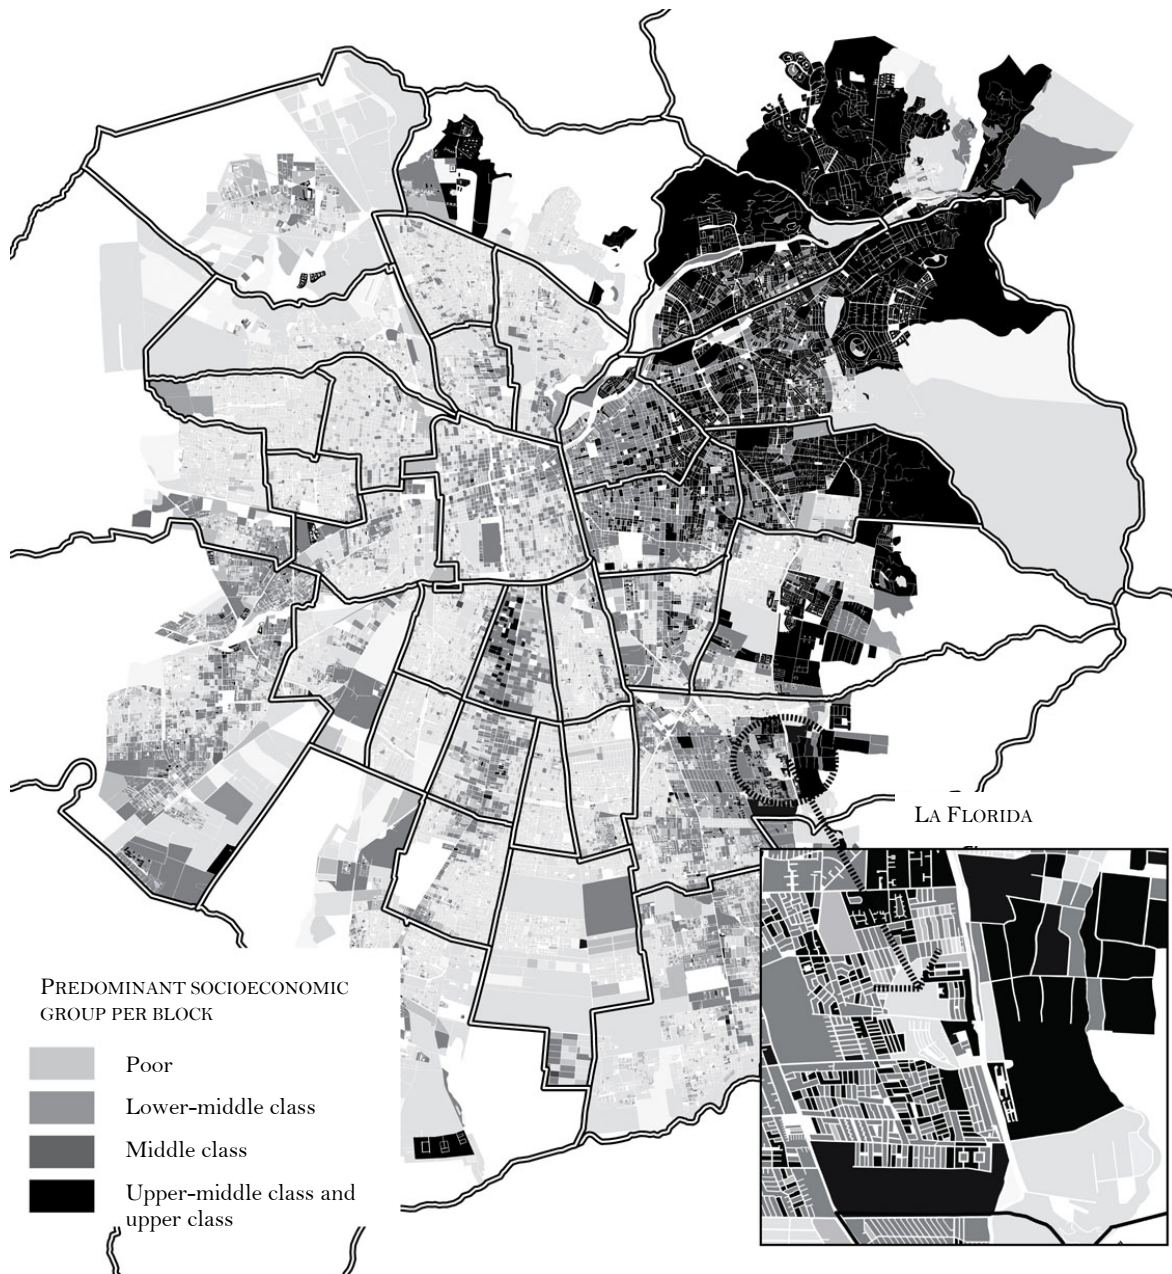 LA FLORIDA
PREDOMINANT SOCIOECONOMIC
GROUP PER BLOCK
Poor
Lower-middle class
Middle class
Upper-middle class and
upper class